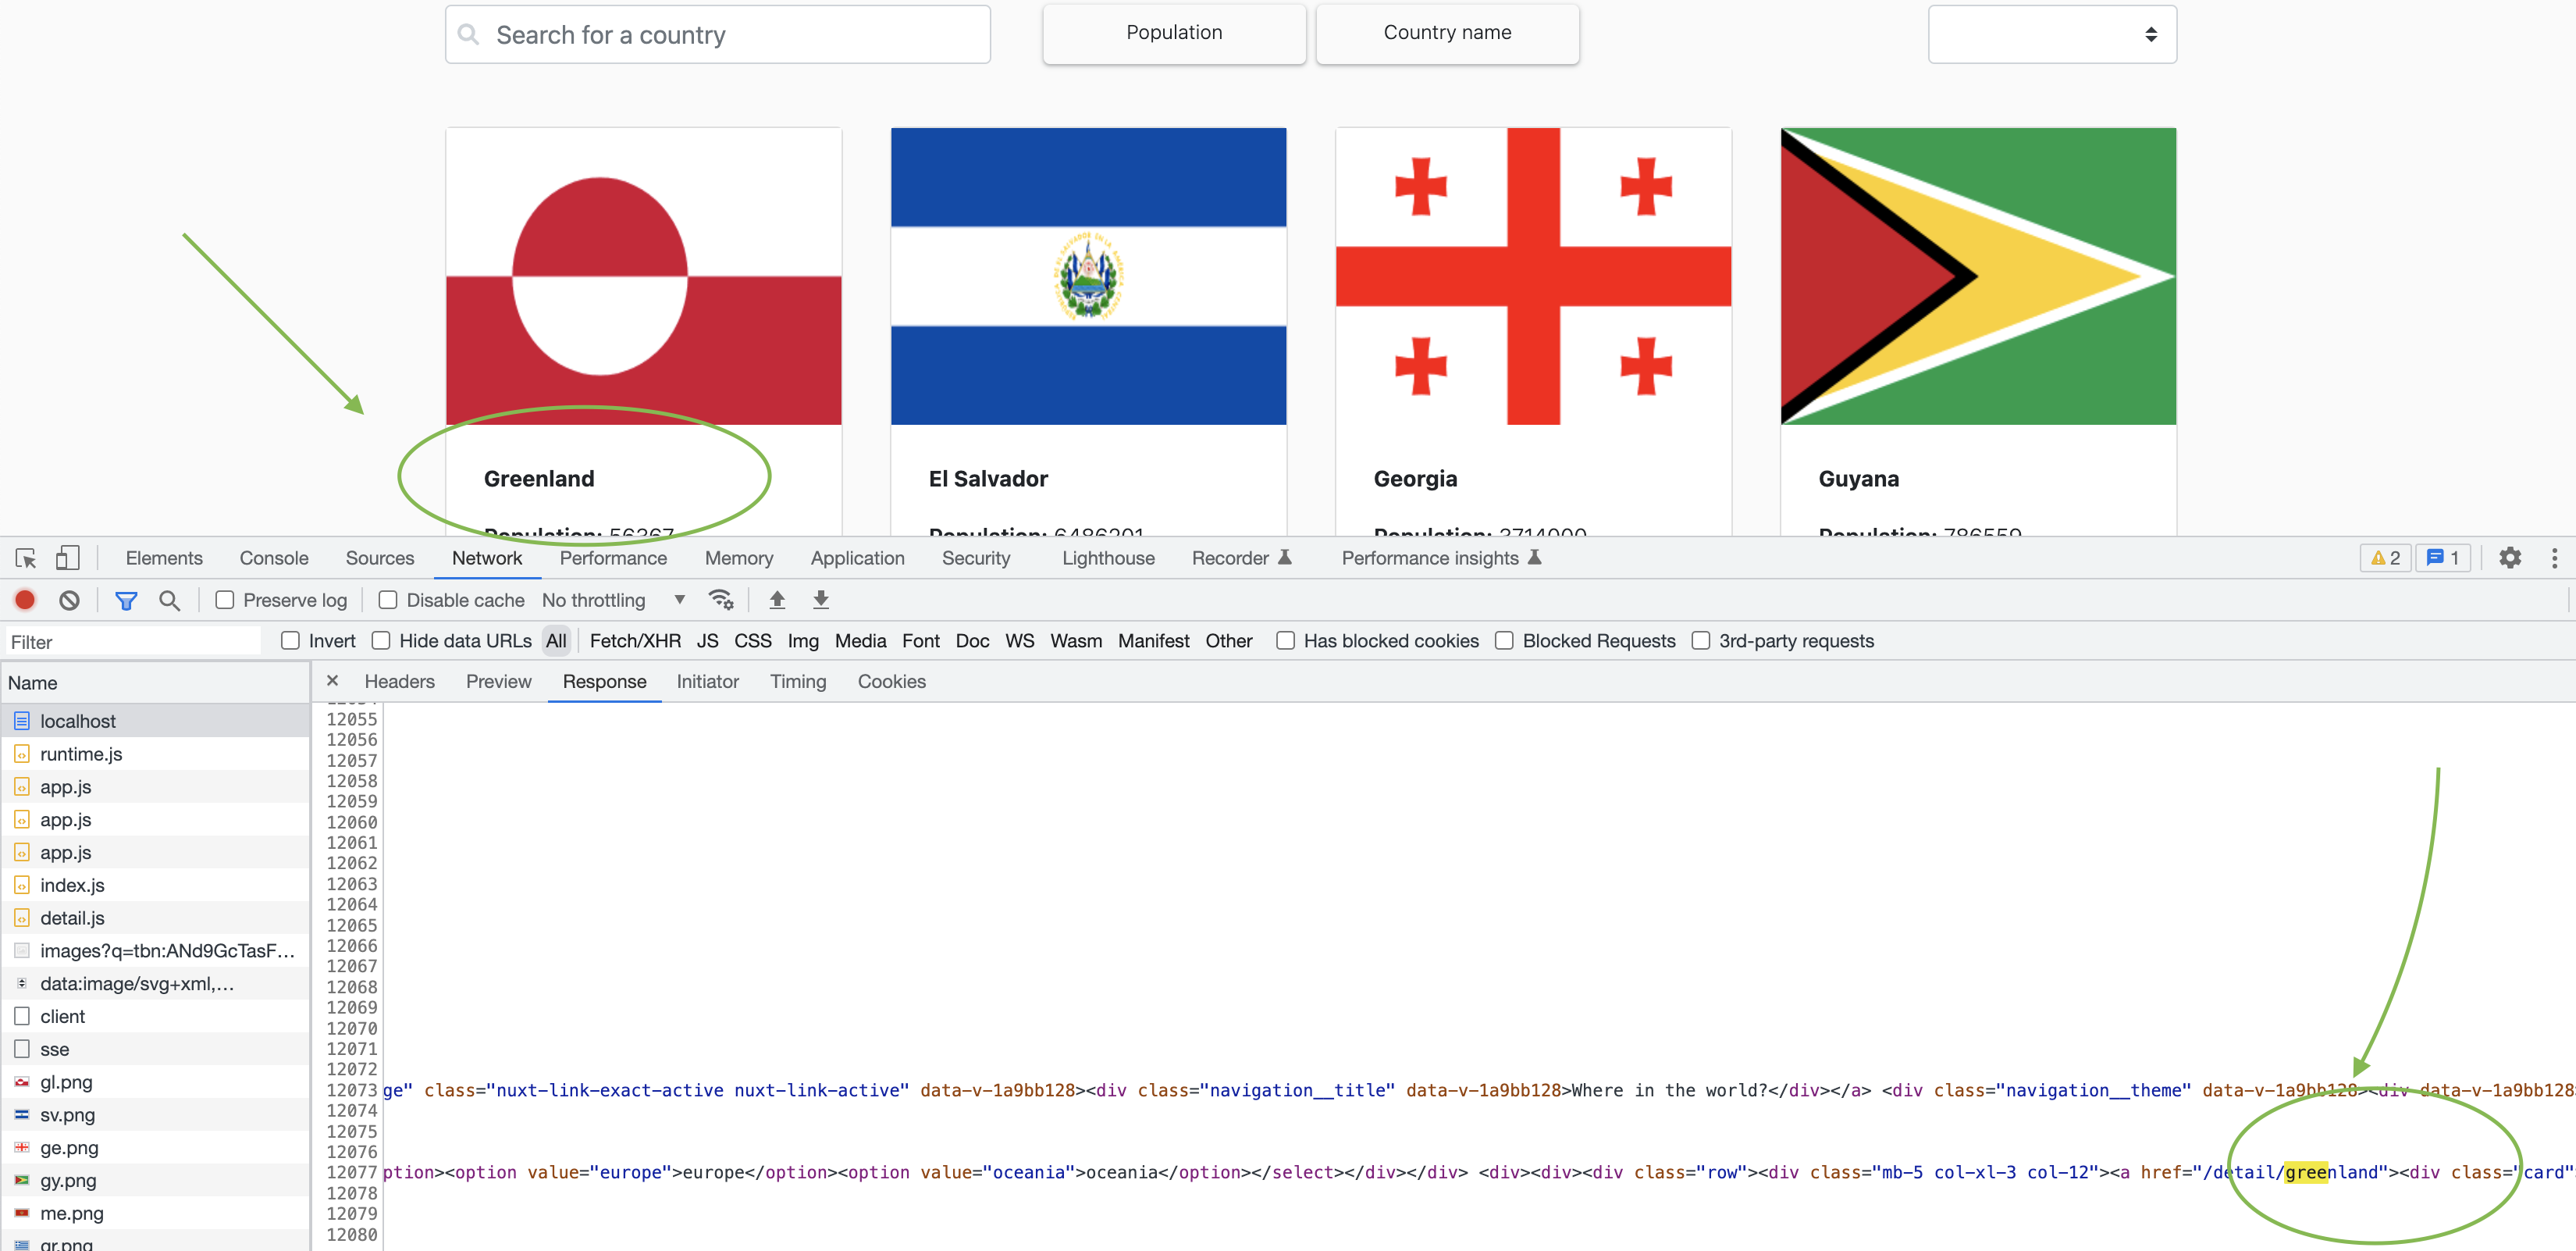 Search for a country
Population
Country name
Greenland
El Salvador
Georgia
Guyana
Population: 56367
Population: 6486201
Population: 3714000
Population: 786559
Elements Console Sources Network Performance Memory Application Security Lighthouse Recorder Performance insights 2 1
Preserve log Disable cache No throttling
Filter Invert Hide data URLs All Fetch/XHR JS CSS Img Media Font Doc WS Wasm Manifest Other Has blocked cookies Blocked Requests 3rd-party requests
Name
× Headers Preview Response Initiator Timing Cookies
localhost
runtime.js
app.js
app.js
app.js
index.js
detail.js
images?q=tbn:ANd9GcTasF...
data:image/svg+xml,...
client
sse
gl.png
sv.png
ge.png
gy.png
me.png
gr.png
12054
12055
12056
12057
12058
12059
12060
12061
12062
12063
12064
12065
12066
12067
12068
12069
12070
12071
12072
12073 ge" class="nuxt-link-exact-active nuxt-link-active" data-v-1a9bb128><div class="navigation__title" data-v-1a9bb128>Where in the world?</div></a> <div class="navigation__theme" data-v-1a9bb128><div data-v-1a9bb128
12074
12075
12076
12077 ption><option value="europe">europe</option><option value="oceania">oceania</option></select></div></div> <div><div><div class="row"><div class="mb-5 col-xl-3 col-12"><a href="/detail/greenland"><div class="card"
12078
12079
12080